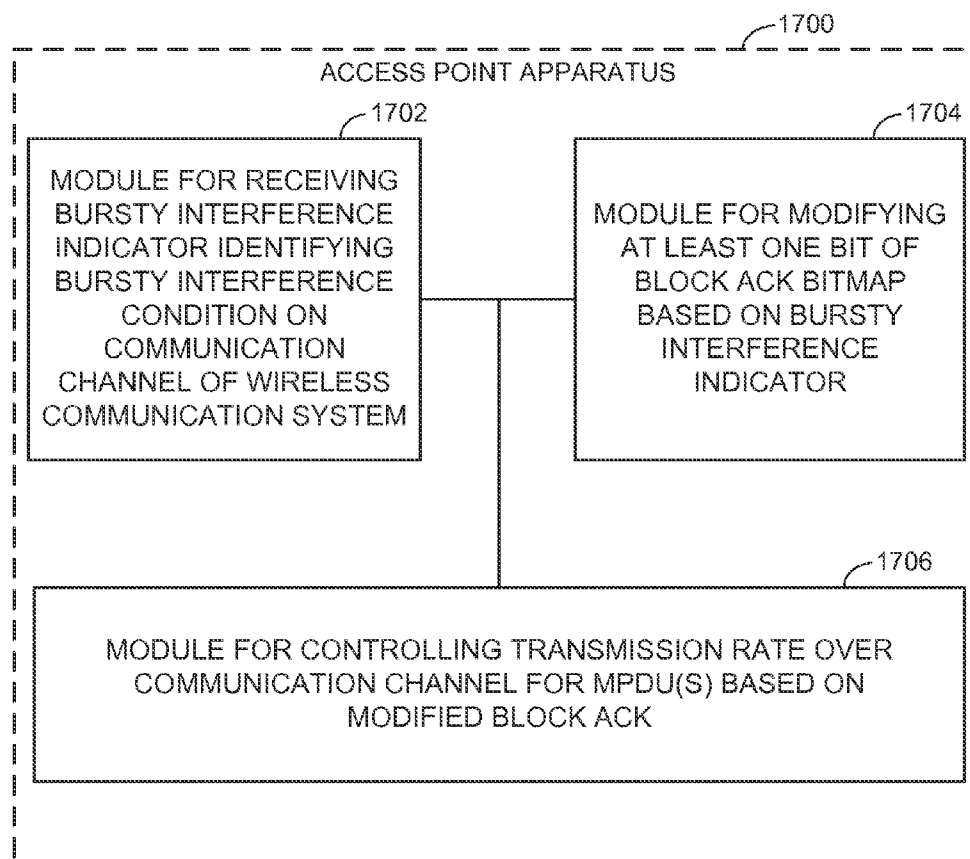 1700
ACCESS POINT APPARATUS
1702
MODULE FOR RECEIVING
BURSTY INTERFERENCE
INDICATOR IDENTIFYING
BURSTY INTERFERENCE
CONDITION ON
COMMUNICATION
CHANNEL OF WIRELESS
COMMUNICATION SYSTEM
1704
MODULE FOR MODIFYING
AT LEAST ONE BIT OF
BLOCK ACK BITMAP
BASED ON BURSTY
INTERFERENCE
INDICATOR
1706
MODULE FOR CONTROLLING TRANSMISSION RATE OVER
COMMUNICATION CHANNEL FOR MPDU(S) BASED ON
MODIFIED BLOCK ACK